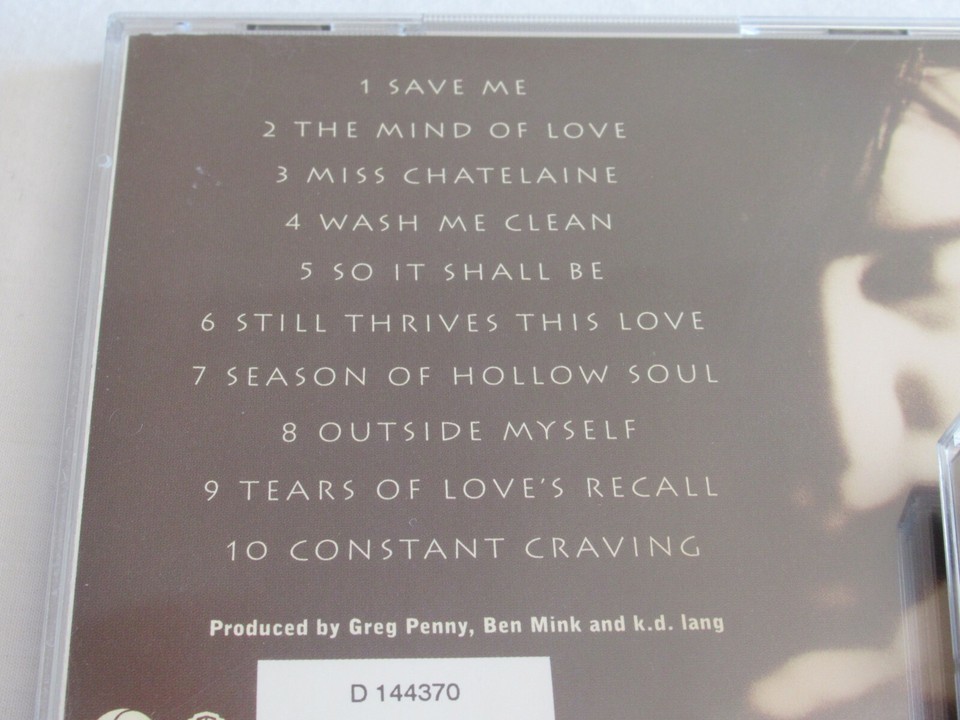 1 SAVE ME
2 THE MIND OF LOVE
3 MISS CHATELAINE
4 WASH ME CLEAN
5 SO IT SHALL BE
6 STILL THRIVES THIS LOVE
7 SEASON OF HOLLOW SOUL
8 OUTSIDE MYSELF
9 TEARS OF LOVE'S RECALL
10 CONSTANT CRAVING
Produced by Greg Penny, Ben Mink and k.d. lang
D 144370